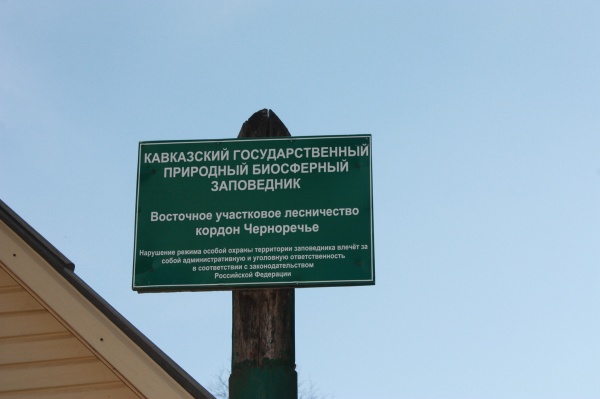 КАВКАЗСКИЙ ГОСУДАРСТВЕННЫЙ
ПРИРОДНЫЙ БИОСФЕРНЫЙ
ЗАПОВЕДНИК
Восточное участковое лесничество
кордон Черноречье
Нарушение режима особой охраны территории заповедника влечёт за
собой административную и уголовную ответственность
в соответствии с законодательством
Российской Федерации